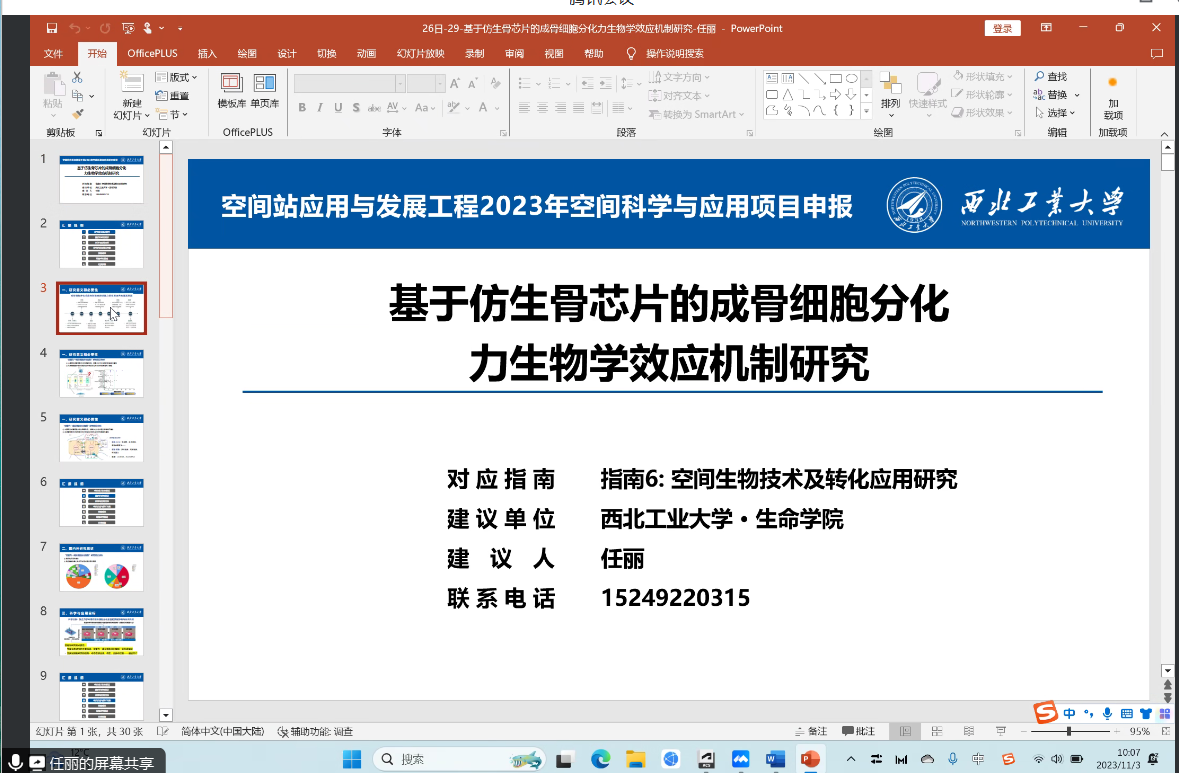 腾讯会议
26日-29-基于仿生骨芯片的成骨细胞分化力生物学效应机制研究-任丽 - PowerPoint
登录
文件 开始 OfficePLUS 插入 绘图 设计 切换 动画 幻灯片放映 录制 审阅 视图 帮助 操作说明搜索
粘贴
新建
幻灯片
版式
重置
节
模板库 单页库
文字方向
对齐文本
转换为 SmartArt
排列 快速样式
形状填充
形状轮廓
形状效果
查找
替换
选择
加
载项
剪贴板 幻灯片 OfficePLUS 字体 段落 绘图 编辑 加载项
1
2
3
4
5
6
7
8
9
空间站应用与发展工程2023年空间科学与应用项目申报
西北工业大学
NORTHWESTERN POLYTECHNICAL UNIVERSITY
基于仿生骨芯片的成骨细胞分化
力生物学效应机制研究
对应指南 指南6: 空间生物技术及转化应用研究
建议单位 西北工业大学·生命学院
建 议 人 任丽
联系电话 15249220315
中
幻灯片 第 1 张，共 30 张 简体中文(中国大陆) 辅助功能: 调查 备注 批注 95%
12°C
任丽的屏幕共享
搜索
中
10:07
2023/11/3